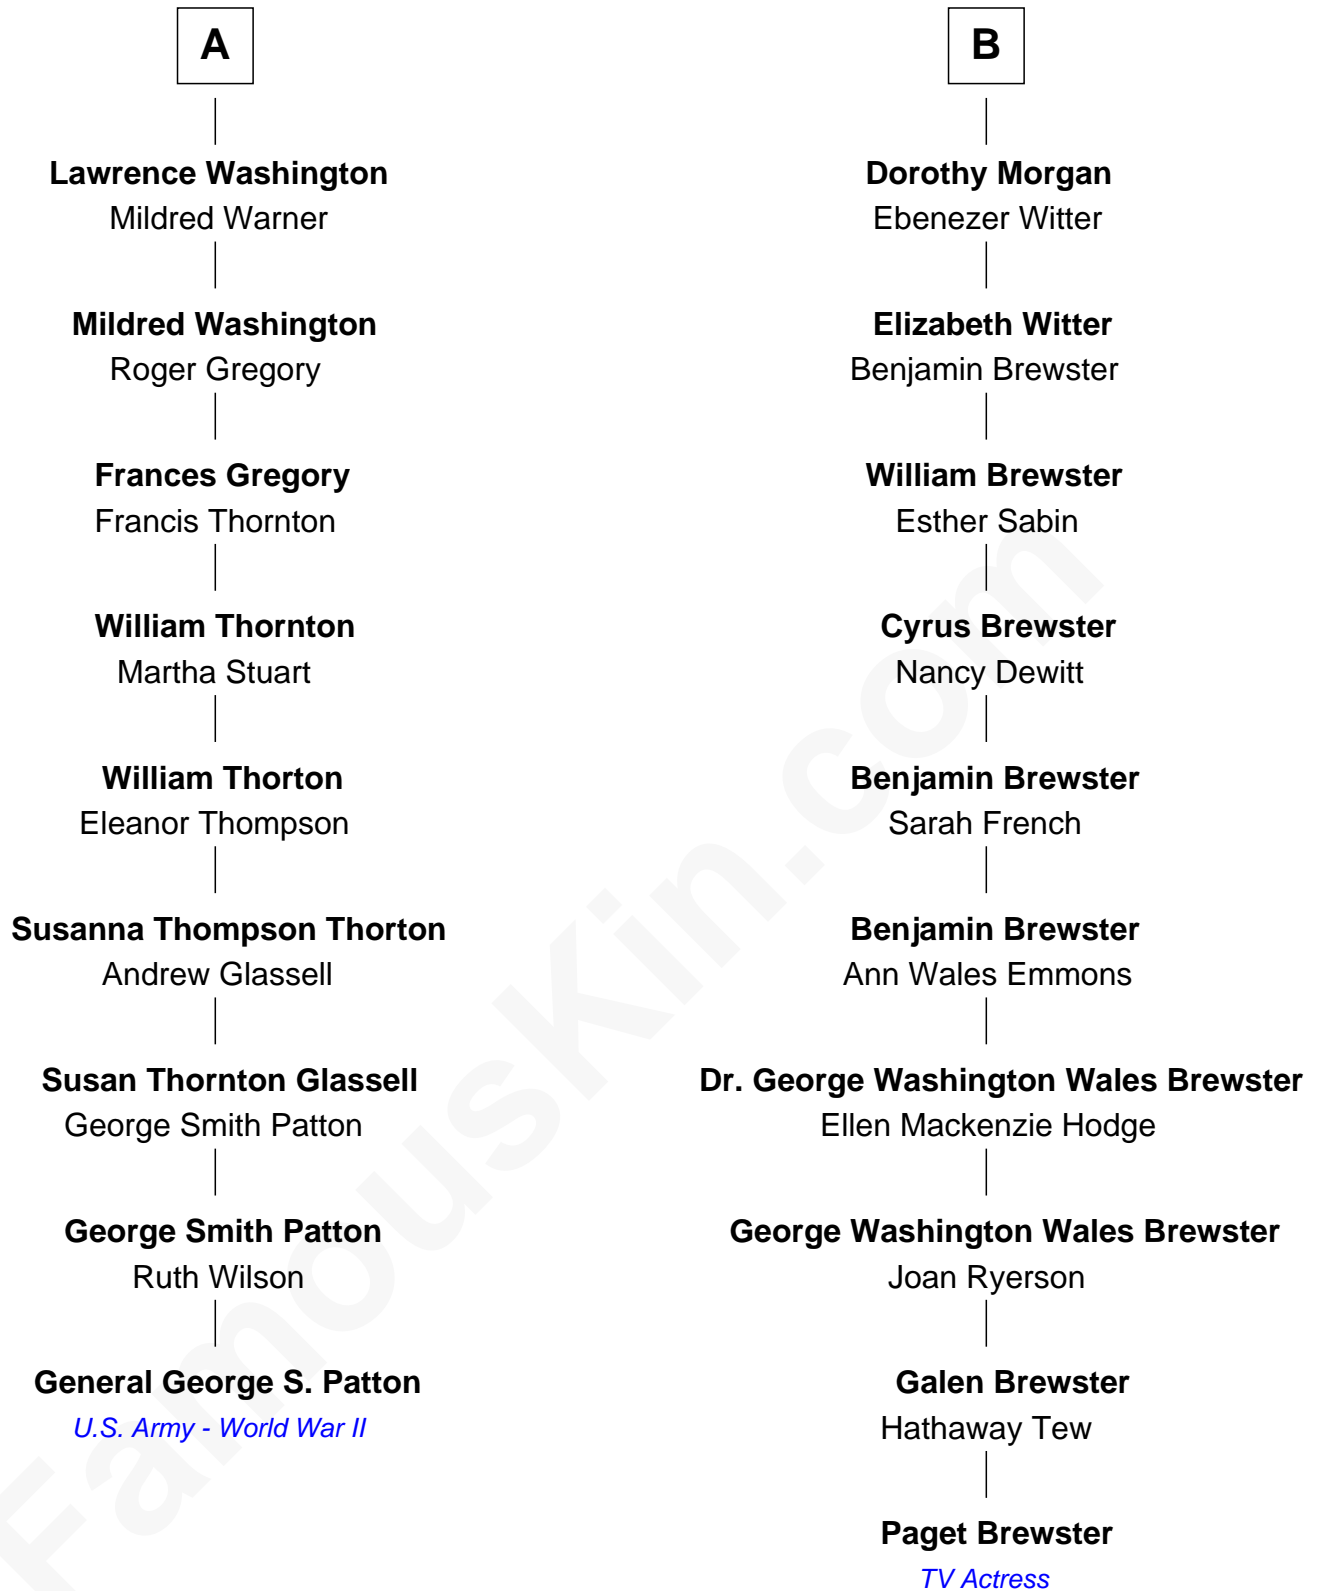 A
Lawrence Washington
Mildred Warner
Mildred Washington
Roger Gregory
Frances Gregory
Francis Thornton
William Thornton
Martha Stuart
William Thorton
Eleanor Thompson
Susanna Thompson Thorton
Andrew Glassell
Susan Thornton Glassell
George Smith Patton
George Smith Patton
Ruth Wilson
General George S. Patton
U.S. Army - World War II
B
Dorothy Morgan
Ebenezer Witter
Elizabeth Witter
Benjamin Brewster
William Brewster
Esther Sabin
Cyrus Brewster
Nancy Dewitt
Benjamin Brewster
Sarah French
Benjamin Brewster
Ann Wales Emmons
Dr. George Washington Wales Brewster
Ellen Mackenzie Hodge
George Washington Wales Brewster
Joan Ryerson
Galen Brewster
Hathaway Tew
Paget Brewster
TV Actress
FamousKin.com